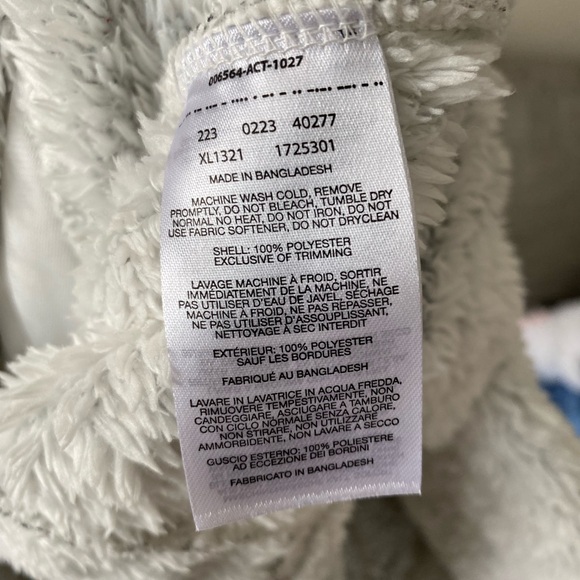 006564-ACT-1027
223 0223 40277
XL1321 1725301
MADE IN BANGLADESH
MACHINE WASH COLD, REMOVE
PROMPTLY, DO NOT BLEACH, TUMBLE DRY
NORMAL NO HEAT, DO NOT IRON, DO NOT
USE FABRIC SOFTENER, DO NOT DRYCLEAN
SHELL: 100% POLYESTER
EXCLUSIVE OF TRIMMING
LAVAGE MACHINE À FROID, SORTIR
IMMÉDIATEMENT DE LA MACHINE, NE
PAS UTILISER D'EAU DE JAVEL, SÉCHAGE
MACHINE À FROID, NE PAS REPASSER,
NE PAS UTILISER D'ASSOUPLISSANT,
NETTOYAGE À SEC INTERDIT
EXTÉRIEUR: 100% POLYESTER
SAUF LES BORDURES
FABRIQUÉ AU BANGLADESH
LAVARE IN LAVATRICE IN ACQUA FREDDA,
RIMUOVERE TEMPESTIVAMENTE, NON
CANDEGGIARE, ASCIUGARE A TAMBURO
CON CICLO NORMALE SENZA CALORE,
NON STIRARE, NON UTILIZZARE
AMMORBIDENTE, NON LAVARE A SECCO
GUSCIO ESTERNO: 100% POLIESTERE
AD ECCEZIONE DEI BORDINI
FABBRICATO IN BANGLADESH